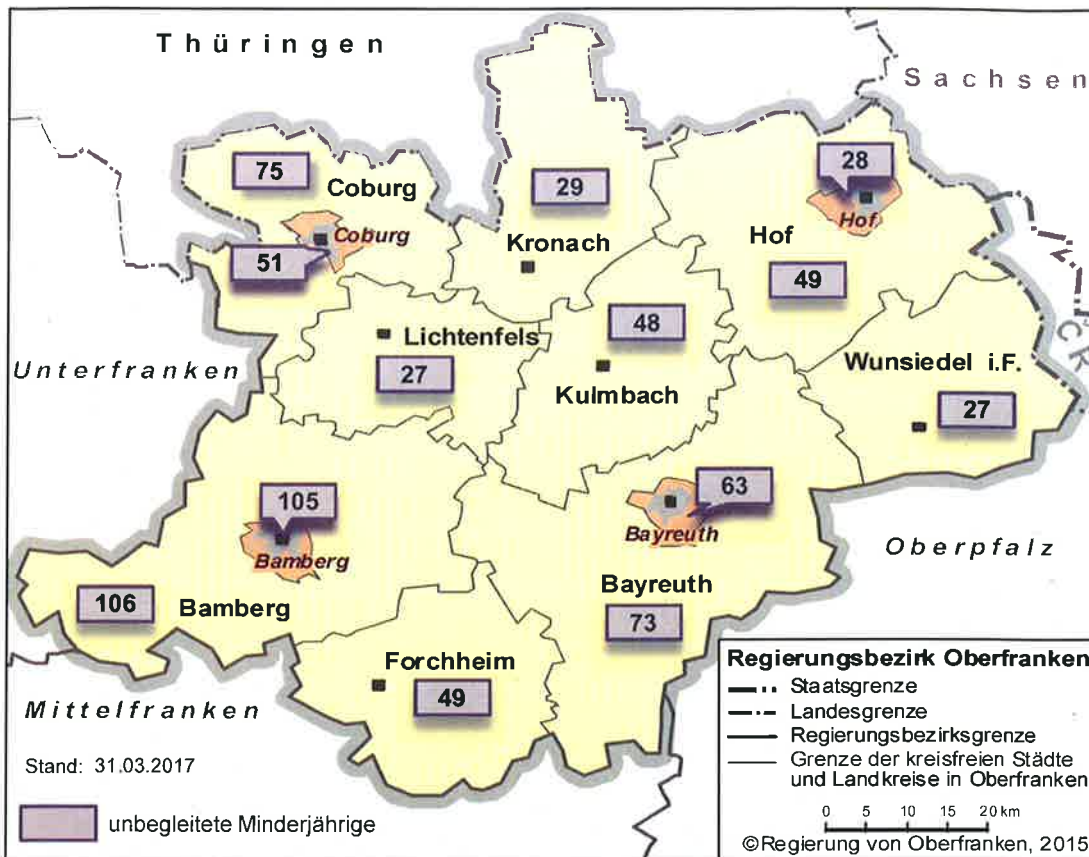 Thüringen
Sachsen
75
Coburg
28
29
Hof
Coburg
Kronach
Hof
51
49
48
Lichtenfels
Unterfranken
27
Kulmbach
Wunsiedel i.F.
27
105
63
Bamberg
Bayreuth
Oberpfalz
106
Bamberg
Bayreuth
73
Forchheim
49
Mittelfranken
Stand: 31.03.2017
unbegleitete Minderjährige
Regierungsbezirk Oberfranken
Staatsgrenze
Landesgrenze
Regierungsbezirksgrenze
Grenze der kreisfreien Städte
und Landkreise in Oberfranken
0 5 10 15 20 km
©Regierung von Oberfranken, 2015